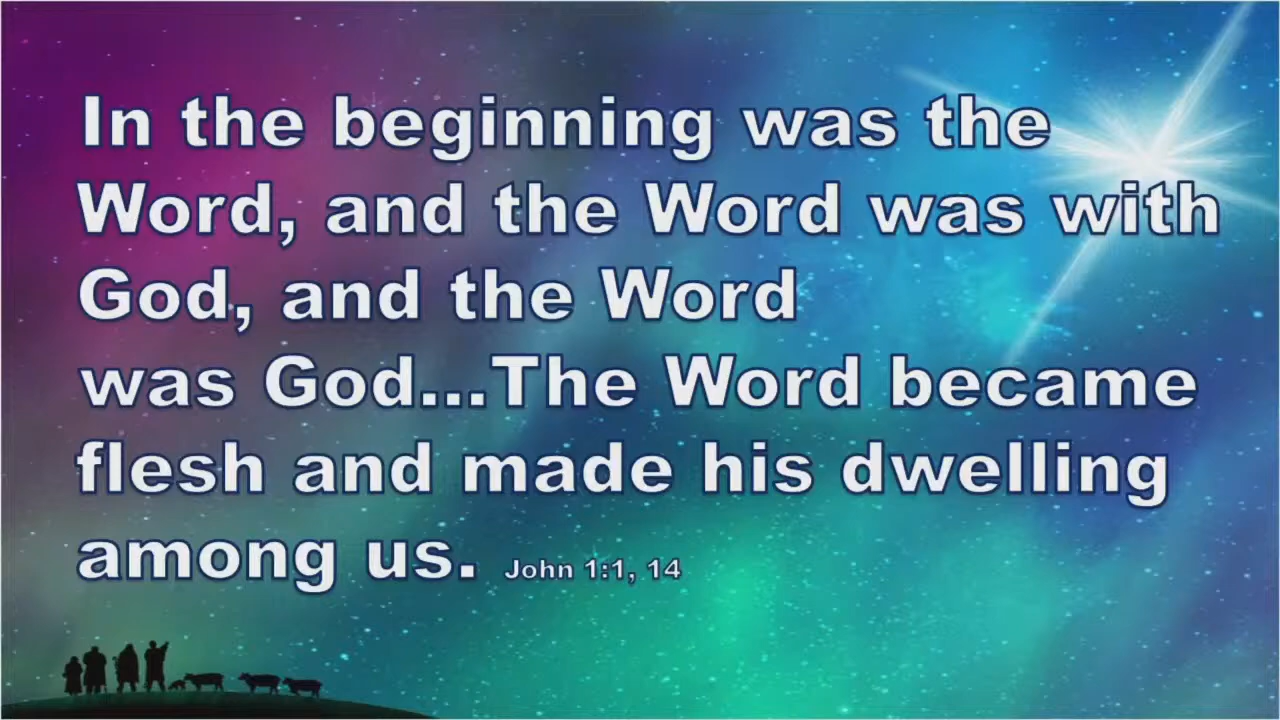 In the beginning was the
Word, and the Word was with
God, and the Word
was God...The Word became
flesh and made his dwelling
among us. John 1:1, 14